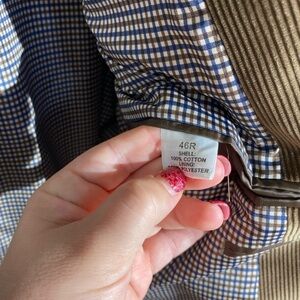 46R
SHELL:
100% COTTON
LINING:
POLYESTER